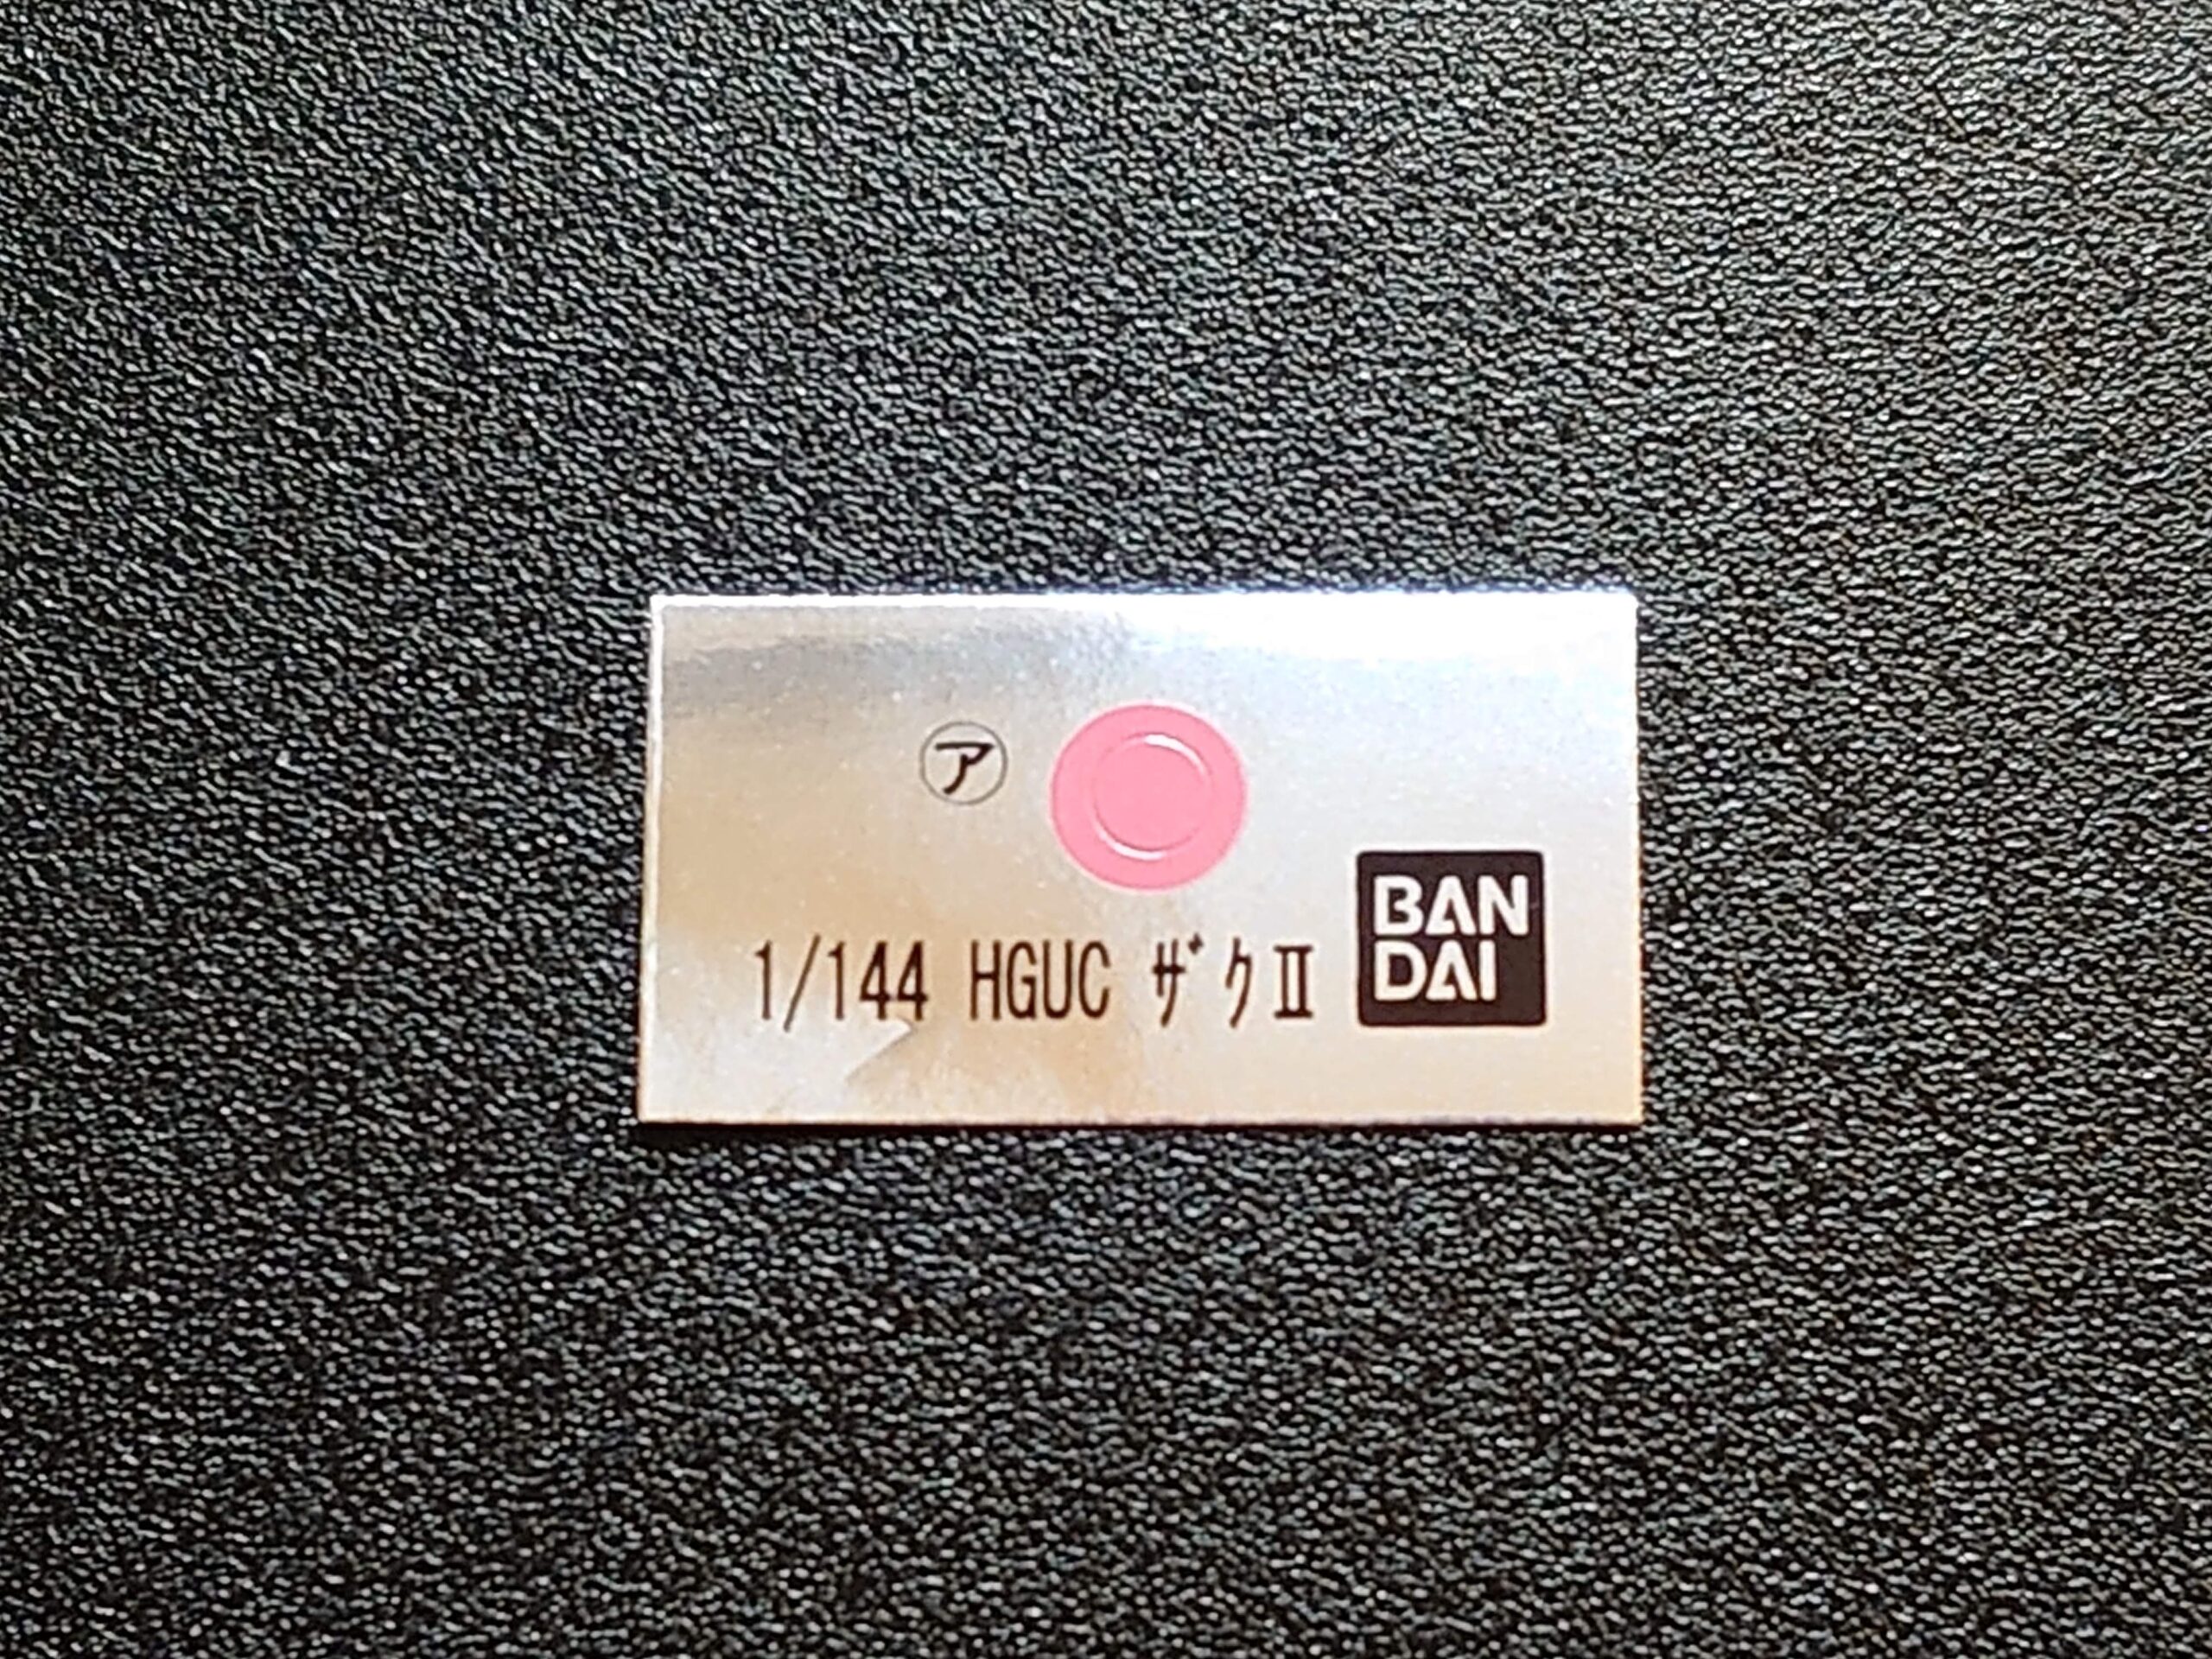 ㋐
1/144 HGUC ｻﾞｸⅡ
BAN
DAI